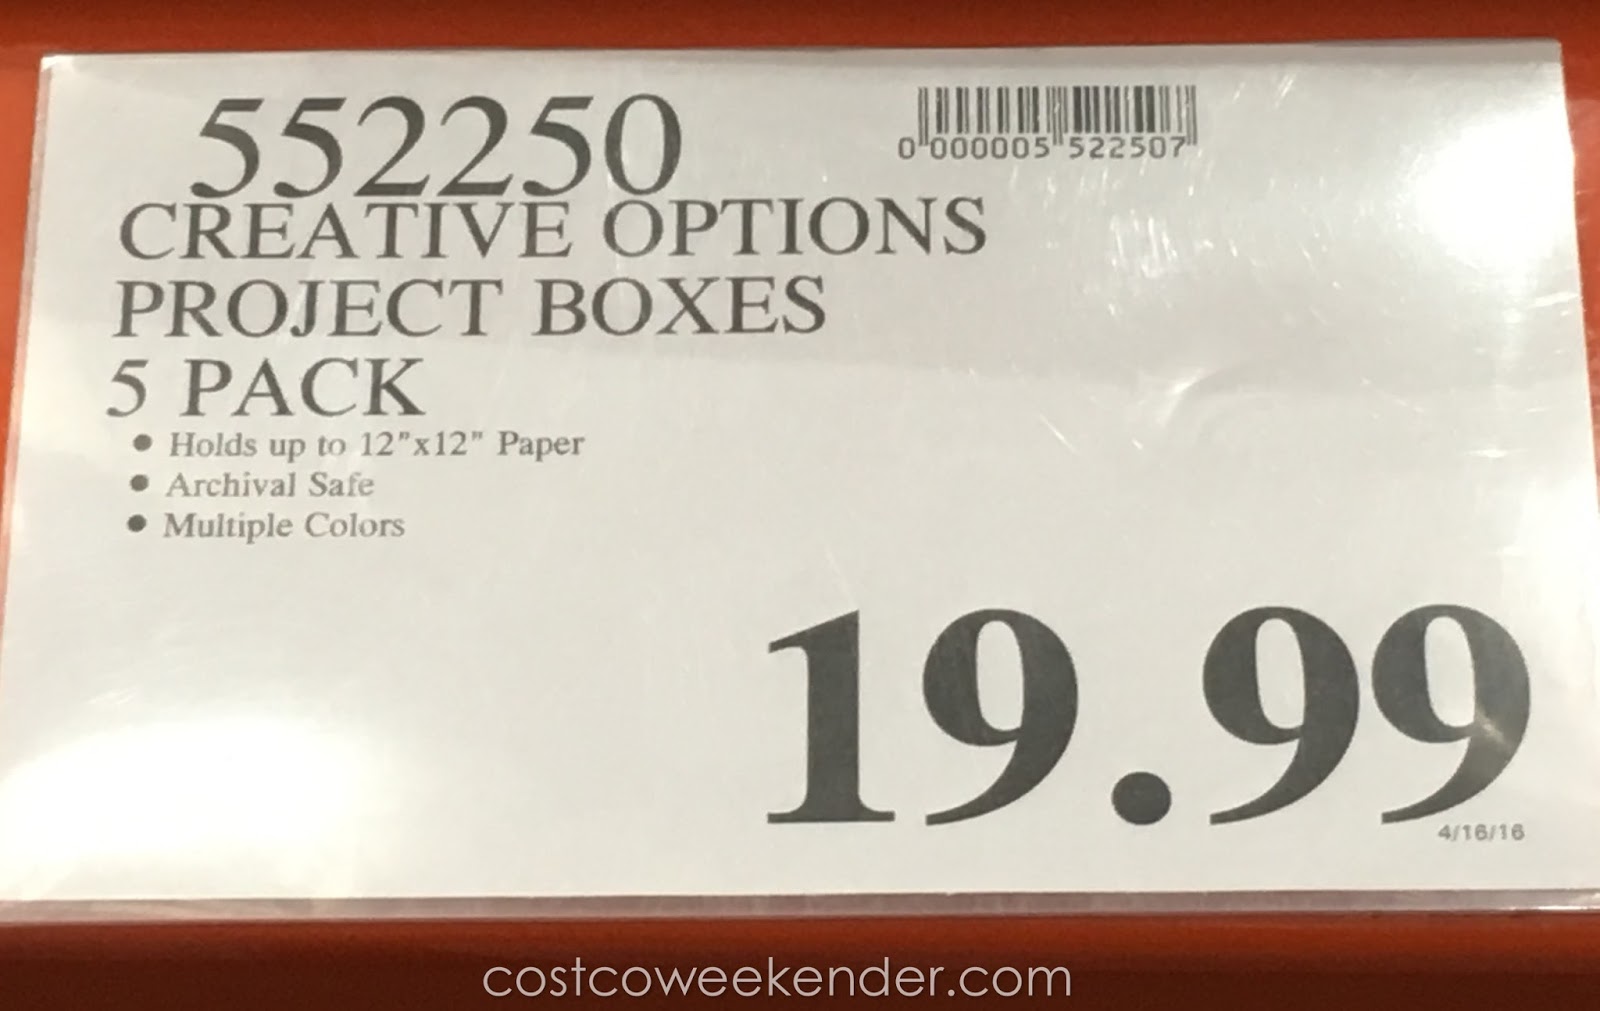 552250
0 000005 522507
CREATIVE OPTIONS
PROJECT BOXES
5 PACK
• Holds up to 12"x12" Paper
• Archival Safe
• Multiple Colors
19.99
4/16/16
costcoweekender.com